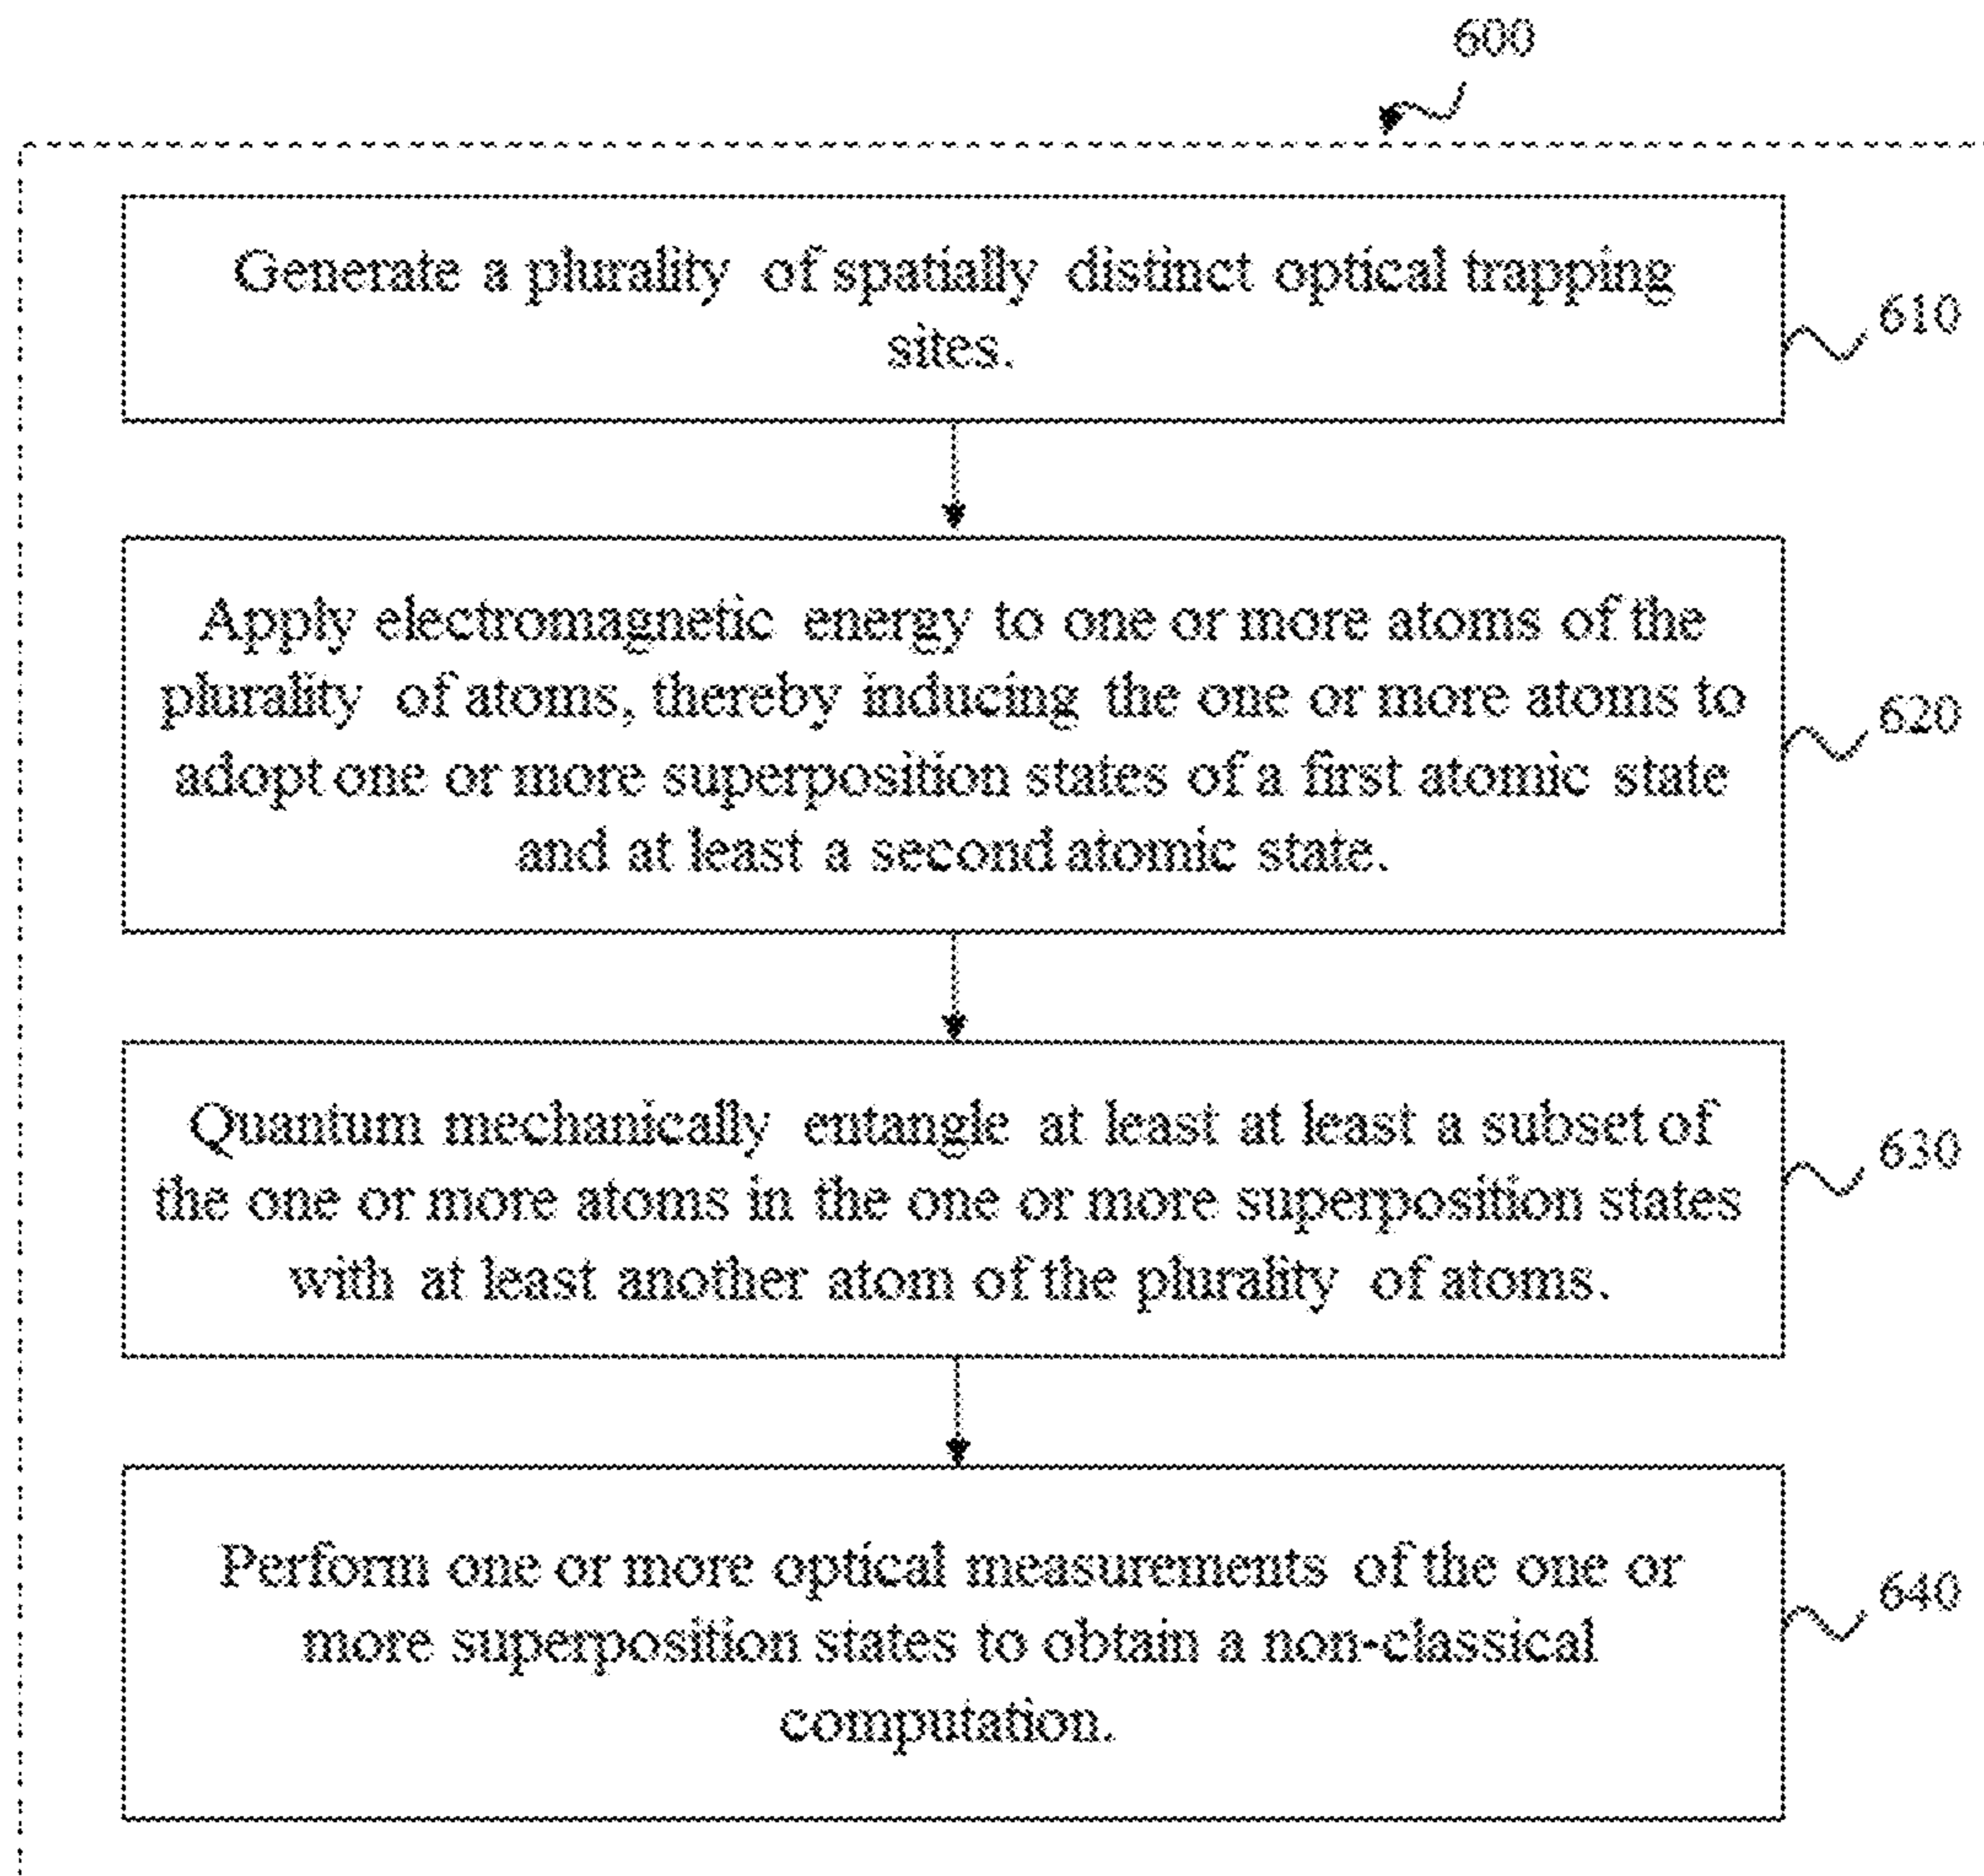 600
Generate a plurality of spatially distinct optical trapping
sites.
610
Apply electromagnetic energy to one or more atoms of the
plurality of atoms, thereby inducing the one or more atoms to
adopt one or more superposition states of a first atomic state
and at least a second atomic state.
620
Quantum mechanically entangle at least at least a subset of
the one or more atoms in the one or more superposition states
with at least another atom of the plurality of atoms.
630
Perform one or more optical measurements of the one or
more superposition states to obtain a non-classical
computation.
640